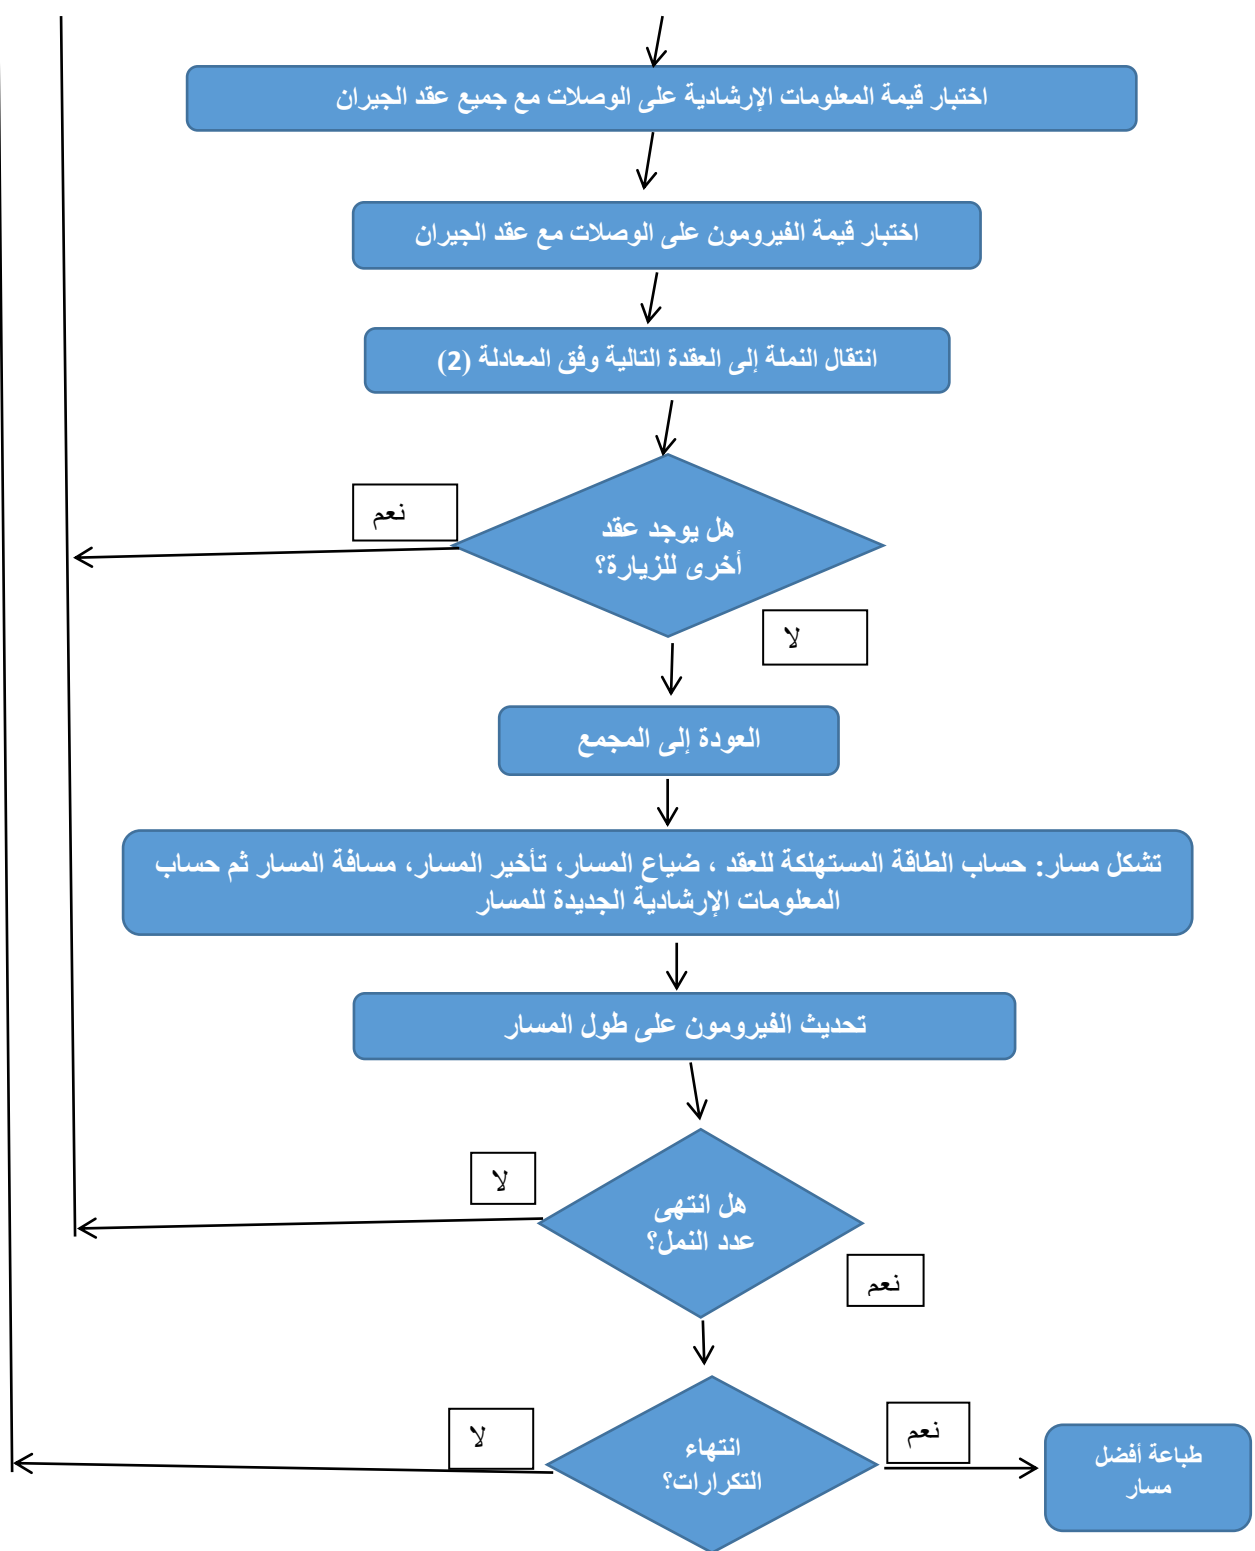 اختبار قيمة المعلومات الإرشادية على الوصلات مع جميع عقد الجيران
اختبار قيمة الفيرومون على الوصلات مع عقد الجيران
انتقال النملة إلى العقدة التالية وفق المعادلة (2)
نعم
هل يوجد عقد
أخرى للزيارة؟
لا
العودة إلى المجمع
تشكل مسار: حساب الطاقة المستهلكة للعقد ، ضياع المسار، تأخير المسار، مسافة المسار ثم حساب
المعلومات الإرشادية الجديدة للمسار
تحديث الفيرومون على طول المسار
لا
هل انتهى
عدد النمل؟
نعم
لا
انتهاء
التكرارات؟
نعم
طباعة أفضل
مسار